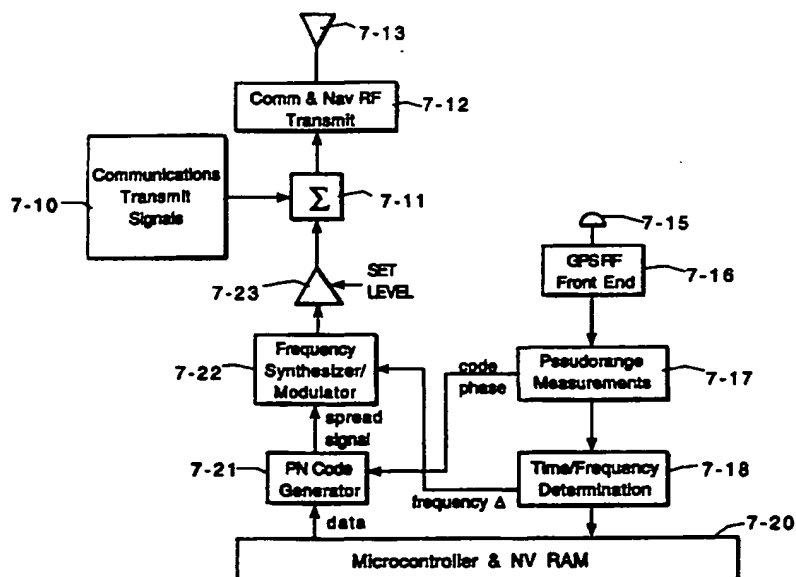 7-13
Comm & Nav RF
Transmit
7-12
Communications
Transmit
Signals
7-10
Σ
7-11
7-15
GPS RF
Front End
7-16
7-23
SET
LEVEL
Frequency
Synthesizer/
Modulator
7-22
code
phase
Pseudorange
Measurements
7-17
spread
signal
7-21
PN Code
Generator
Time/Frequency
Determination
7-18
frequency Δ
data
7-20
Microcontroller & NV RAM